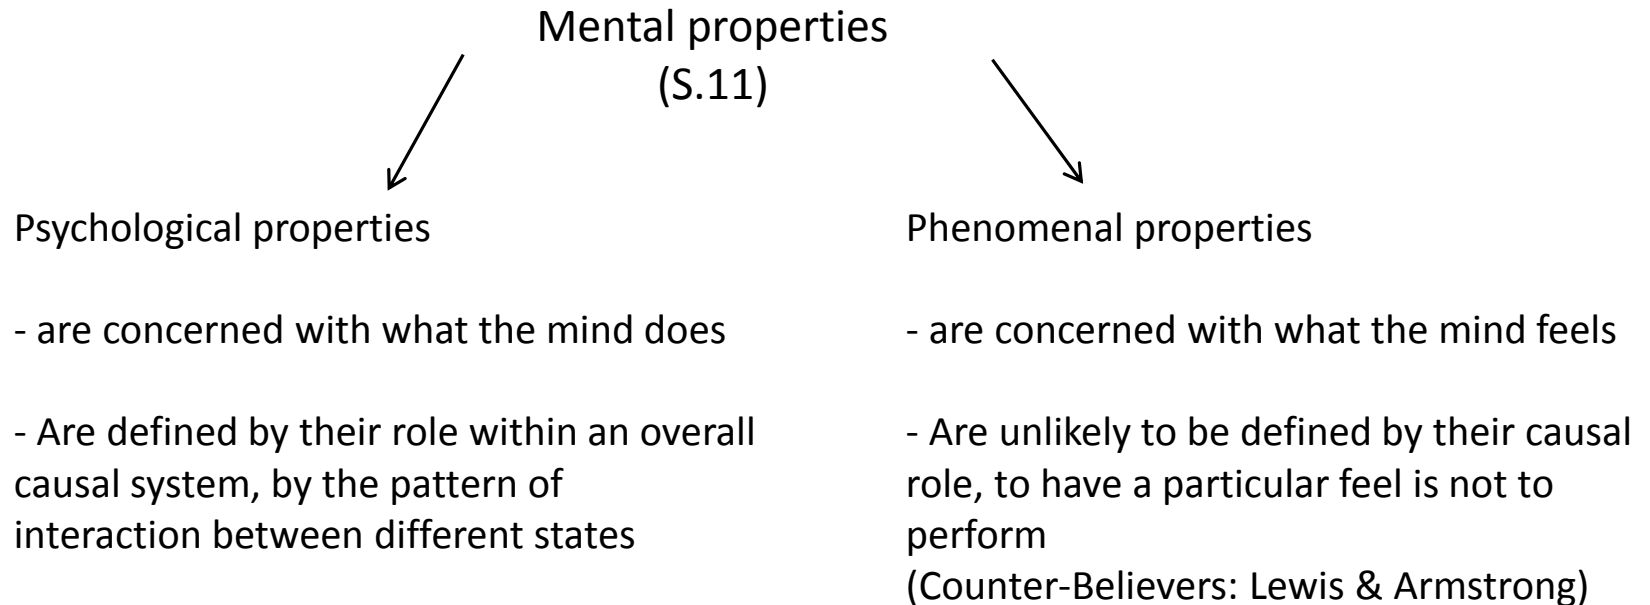 Mental properties
(S.11)
Psychological properties
- are concerned with what the mind does
- Are defined by their role within an overall
causal system, by the pattern of
interaction between different states
Phenomenal properties
- are concerned with what the mind feels
- Are unlikely to be defined by their causal
role, to have a particular feel is not to
perform
(Counter-Believers: Lewis & Armstrong)